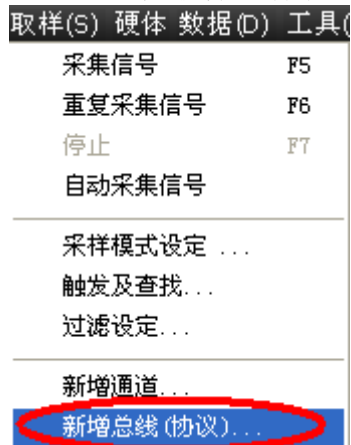 取样(S) 硬体 数据(D) 工具(
采集信号 F5
重复采集信号 F6
停止 F7
自动采集信号
采样模式设定 ...
触发及查找...
过滤设定...
新增通道...
新增总线(协议)...